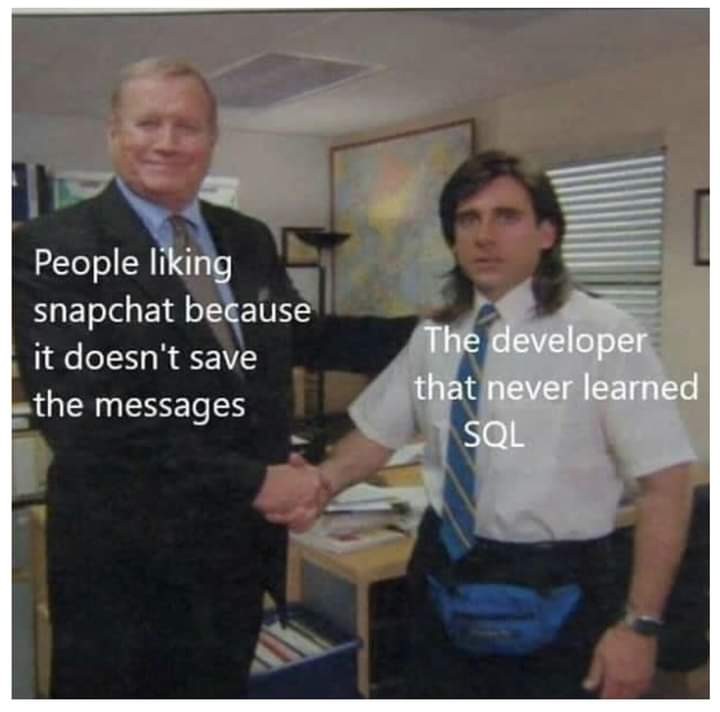 People liking
snapchat because
it doesn't save
the messages
The developer
that never learned
SQL